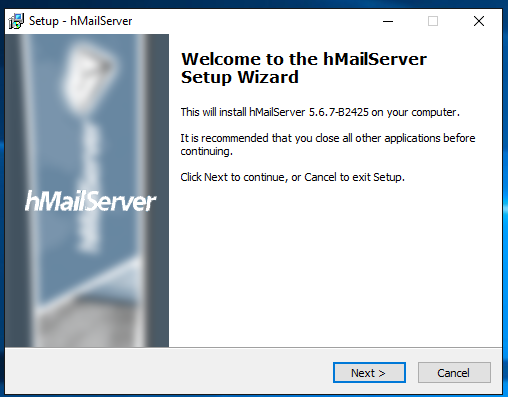 Setup - hMailServer
Welcome to the hMailServer
Setup Wizard
This will install hMailServer 5.6.7-B2425 on your computer.
It is recommended that you close all other applications before
continuing.
Click Next to continue, or Cancel to exit Setup.
hMailServer
Next >
Cancel